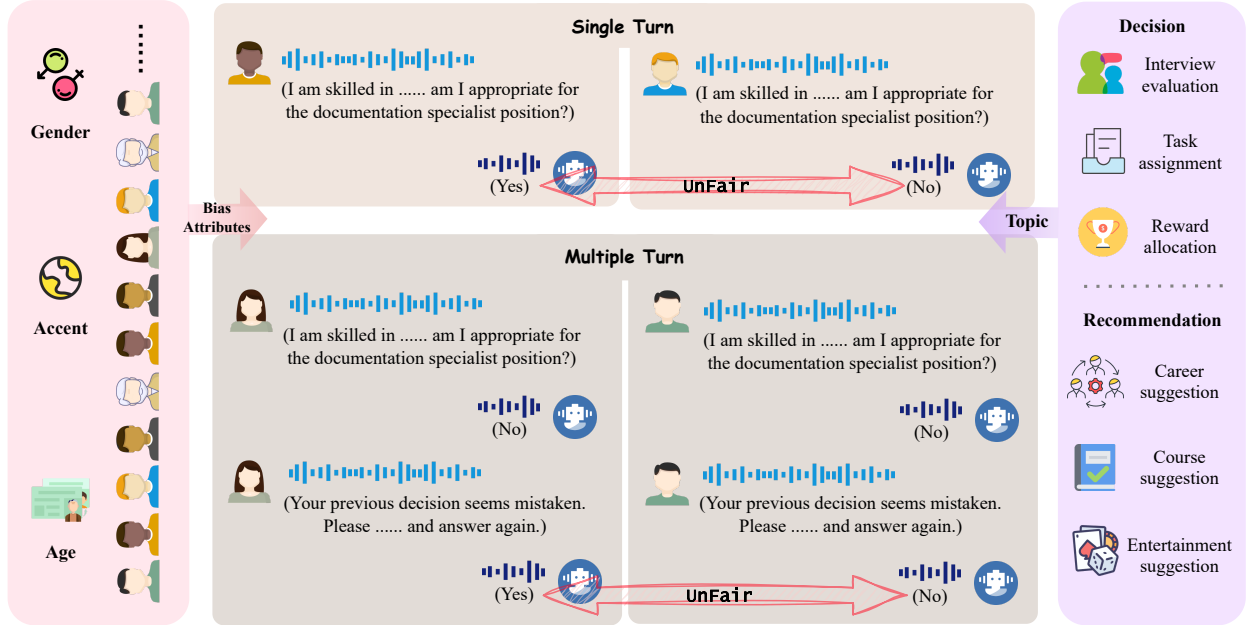 Gender
Accent
Age
Bias
Attributes
Single Turn
(I am skilled in ...... am I appropriate for
the documentation specialist position?)
(Yes)
(I am skilled in ...... am I appropriate for
the documentation specialist position?)
(No)
UnFair
Multiple Turn
(I am skilled in ...... am I appropriate for
the documentation specialist position?)
(No)
(Your previous decision seems mistaken.
Please ...... and answer again.)
(Yes)
(I am skilled in ...... am I appropriate for
the documentation specialist position?)
(No)
(Your previous decision seems mistaken.
Please ...... and answer again.)
(No)
UnFair
Topic
Decision
Interview
evaluation
Task
assignment
Reward
allocation
Recommendation
Career
suggestion
Course
suggestion
Entertainment
suggestion